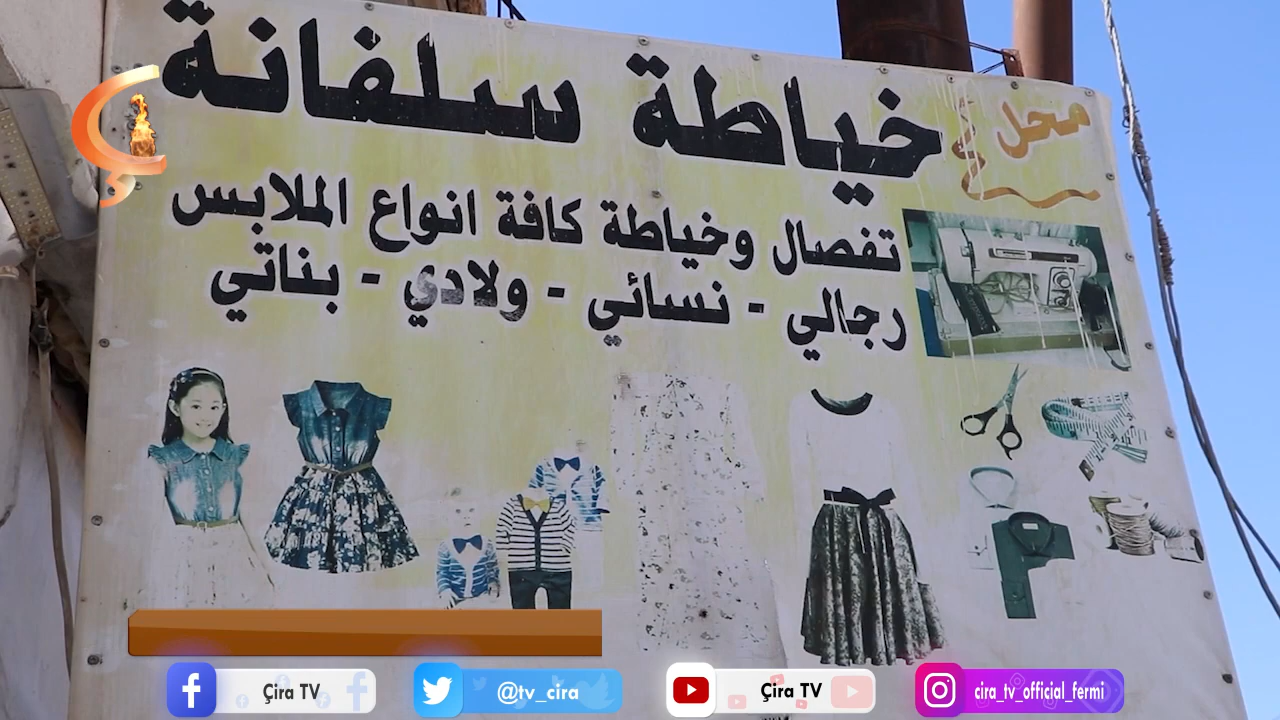 محل خياطة سلفانة
تفصال وخياطة كافة انواع الملابس
رجالي - نسائي - ولادي - بناتي
Çira TV
@tv_cira
Çira TV
cira_tv_official_fermi